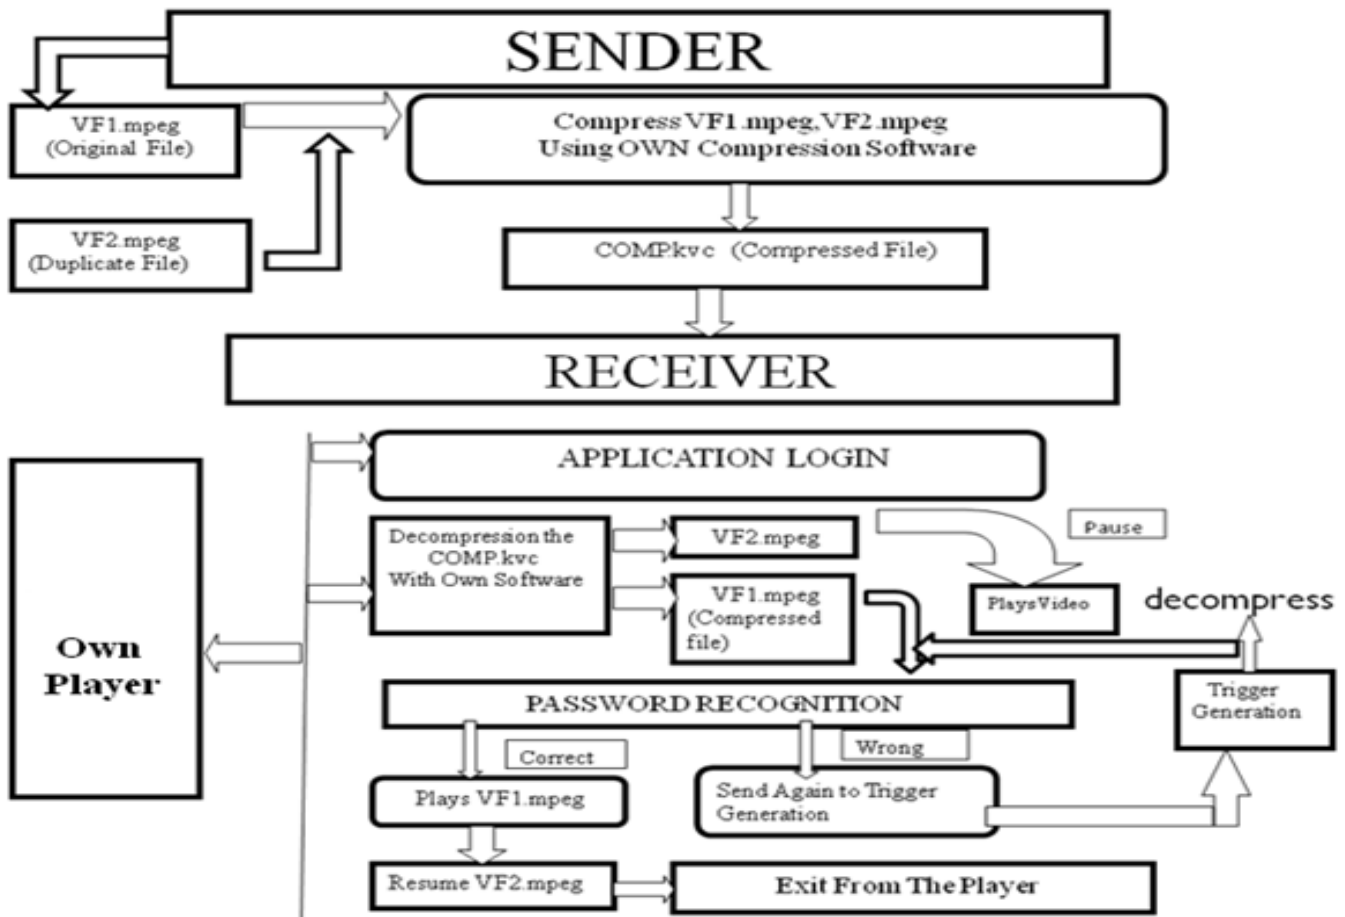 SENDER
VF1.mpeg
(Original File)
Compress VF1.mpeg,VF2.mpeg
Using OWN Compression Software
VF2.mpeg
(Duplicate File)
COMP.kvc (Compressed File)
RECEIVER
APPLICATION LOGIN
Decompression the
COMP.kvc
With Own Software
VF2.mpeg
Pause
VF1.mpeg
(Compressed
file)
PlaysVideo
decompress
Own
Player
Trigger
Generation
PASSWORD RECOGNITION
Correct
Wrong
Plays VF1.mpeg
Send Again to Trigger
Generation
Resume VF2.mpeg
Exit From The Player